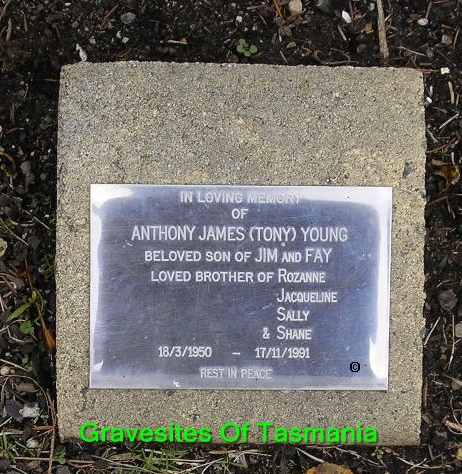 IN LOVING MEMORY
OF
ANTHONY JAMES (TONY) YOUNG
BELOVED SON OF JIM AND FAY
LOVED BROTHER OF ROZANNE
JACQUELINE
SALLY
& SHANE
18/3/1950 – 17/11/1991
REST IN PEACE
©
Gravesites Of Tasmania